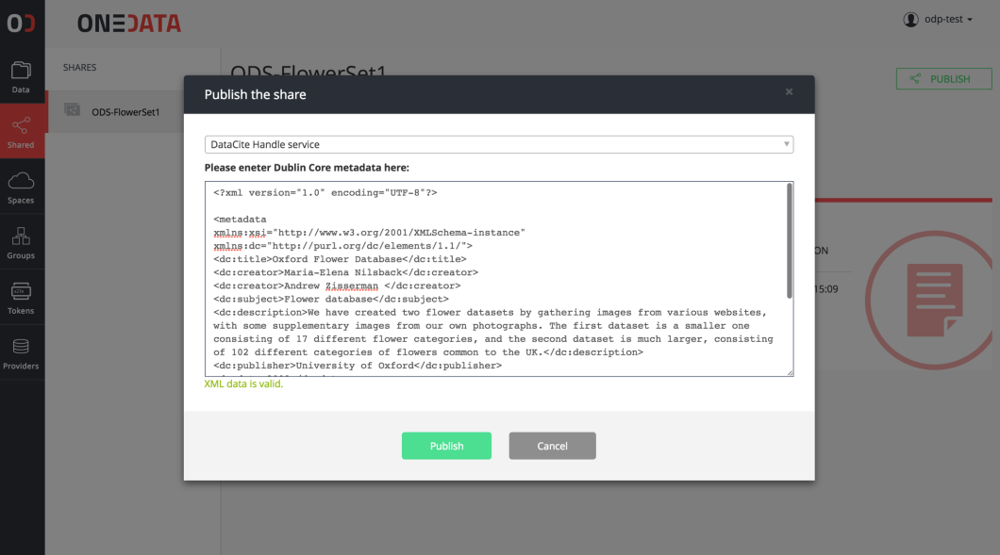 ONEDATA
odp-test
Data
Shared
Spaces
Groups
Tokens
Providers
SHARES
ODS-FlowerSet1
ODS-FlowerSet1
PUBLISH
15:09
Publish the share
×
DataCite Handle service
Please eneter Dublin Core metadata here:
<?xml version="1.0" encoding="UTF-8"?>
<metadata
xmlns:xsi="http://www.w3.org/2001/XMLSchema-instance"
xmlns:dc="http://purl.org/dc/elements/1.1/">
<dc:title>Oxford Flower Database</dc:title>
<dc:creator>Maria-Elena Nilsback</dc:creator>
<dc:creator>Andrew Zisserman </dc:creator>
<dc:subject>Flower database</dc:subject>
<dc:description>We have created two flower datasets by gathering images from various websites,
with some supplementary images from our own photographs. The first dataset is a smaller one
consisting of 17 different flower categories, and the second dataset is much larger, consisting
of 102 different categories of flowers common to the UK.</dc:description>
<dc:publisher>University of Oxford</dc:publisher>
XML data is valid.
Publish
Cancel